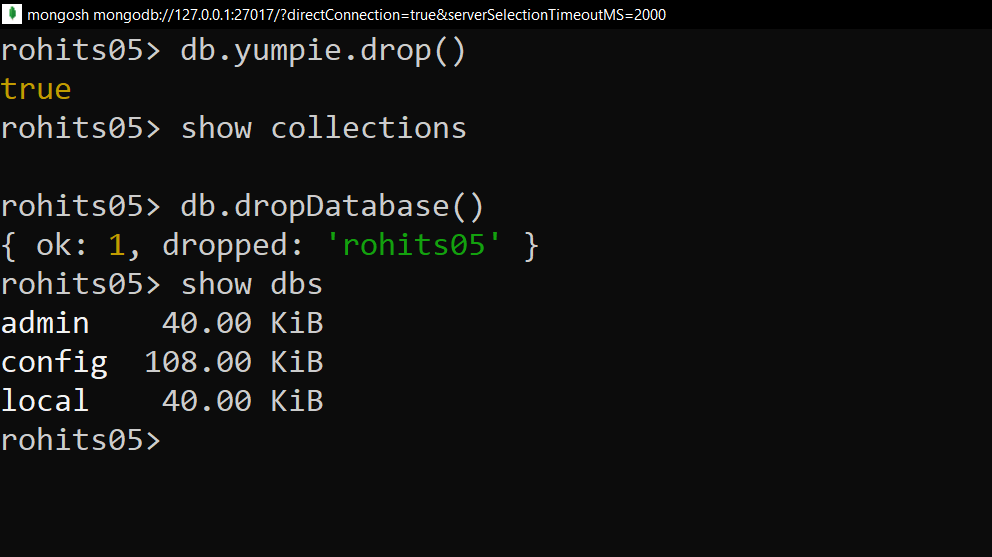 mongosh mongodb://127.0.0.1:27017/?directConnection=true&serverSelectionTimeoutMS=2000
rohits05> db.yumpie.drop()
true
rohits05> show collections
rohits05> db.dropDatabase()
{ ok: 1, dropped: 'rohits05' }
rohits05> show dbs
admin    40.00 KiB
config  108.00 KiB
local    40.00 KiB
rohits05>